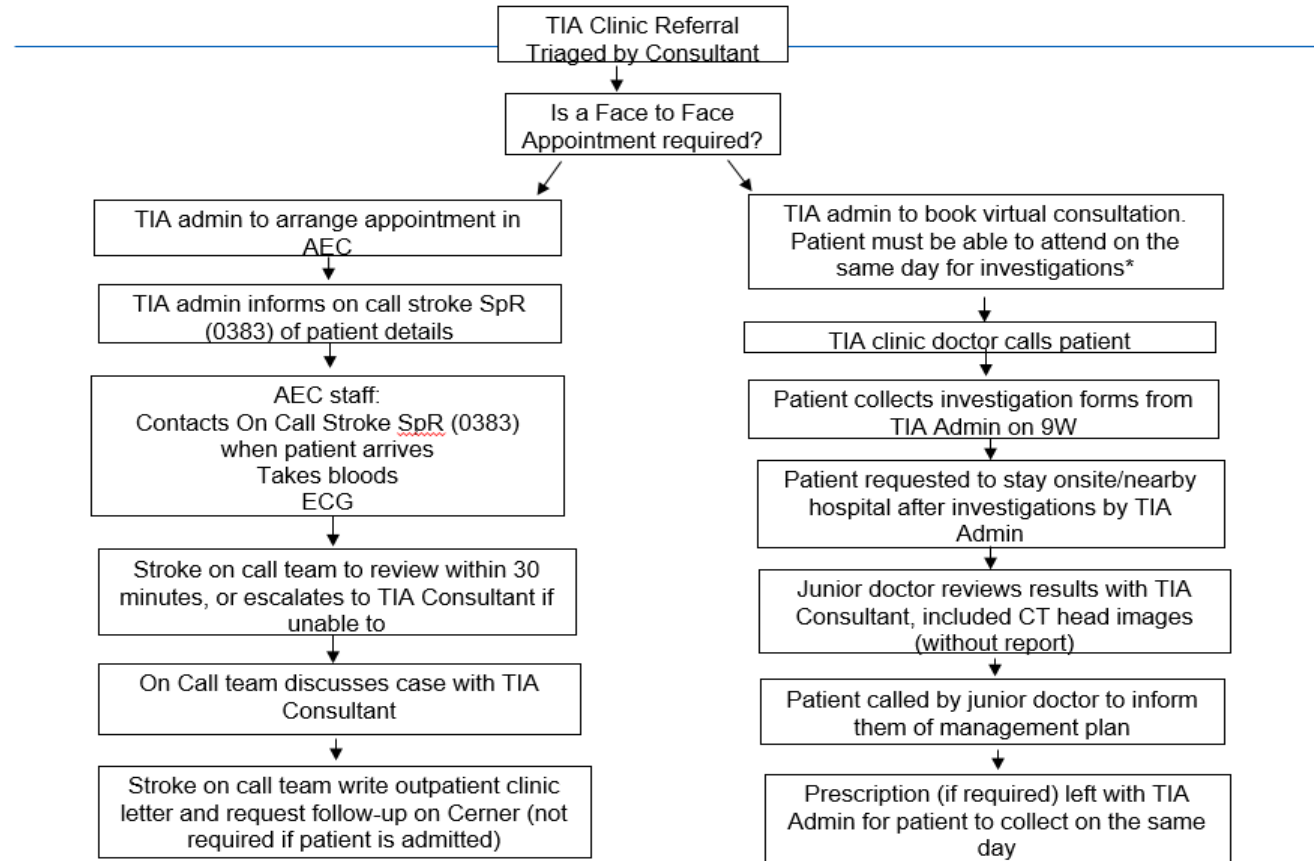 TIA Clinic Referral
Triaged by Consultant
Is a Face to Face
Appointment required?
TIA admin to arrange appointment in
AEC
TIA admin informs on call stroke SpR
(0383) of patient details
AEC staff:
Contacts On Call Stroke SpR (0383)
when patient arrives
Takes bloods
ECG
Stroke on call team to review within 30
minutes, or escalates to TIA Consultant if
unable to
On Call team discusses case with TIA
Consultant
Stroke on call team write outpatient clinic
letter and request follow-up on Cerner (not
required if patient is admitted)
TIA admin to book virtual consultation.
Patient must be able to attend on the
same day for investigations*
TIA clinic doctor calls patient
Patient collects investigation forms from
TIA Admin on 9W
Patient requested to stay onsite/nearby
hospital after investigations by TIA
Admin
Junior doctor reviews results with TIA
Consultant, included CT head images
(without report)
Patient called by junior doctor to inform
them of management plan
Prescription (if required) left with TIA
Admin for patient to collect on the same
day